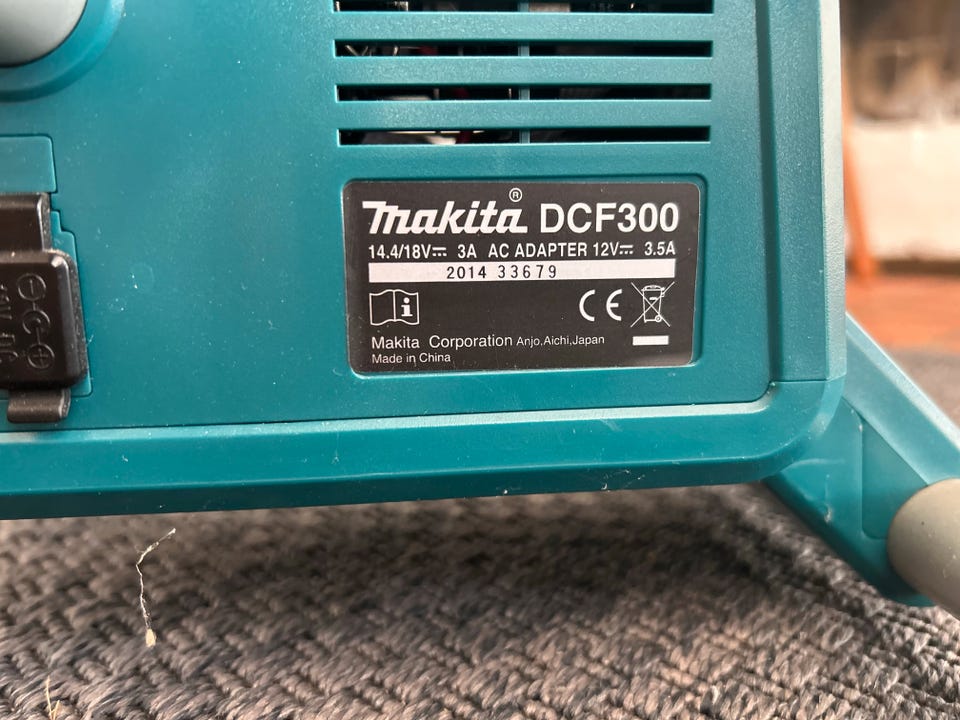 makita® DCF300
14.4/18V⎓ 3A AC ADAPTER 12V⎓ 3.5A
2014 33679
i
CE
Makita Corporation Anjo,Aichi,Japan
Made in China